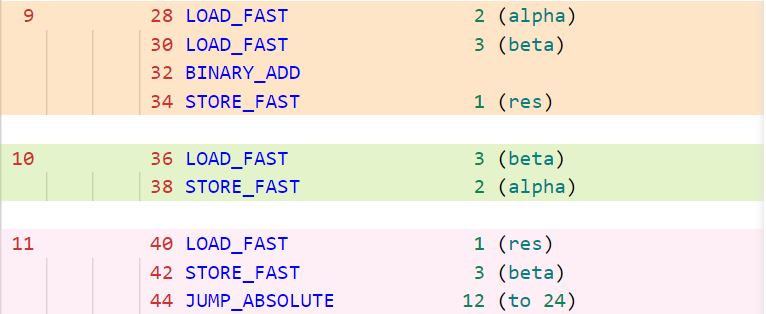 9 28 LOAD_FAST 2 (alpha)
30 LOAD_FAST 3 (beta)
32 BINARY_ADD
34 STORE_FAST 1 (res)
10 36 LOAD_FAST 3 (beta)
38 STORE_FAST 2 (alpha)
11 40 LOAD_FAST 1 (res)
42 STORE_FAST 3 (beta)
44 JUMP_ABSOLUTE 12 (to 24)